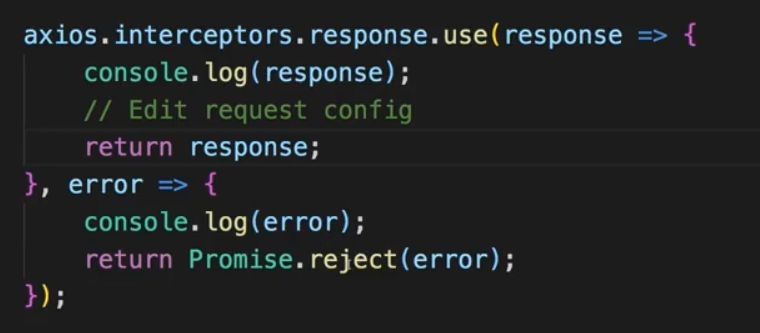 axios.interceptors.response.use(response => {
    console.log(response);
    // Edit request config
    return response;
}, error => {
    console.log(error);
    return Promise.reject(error);
});